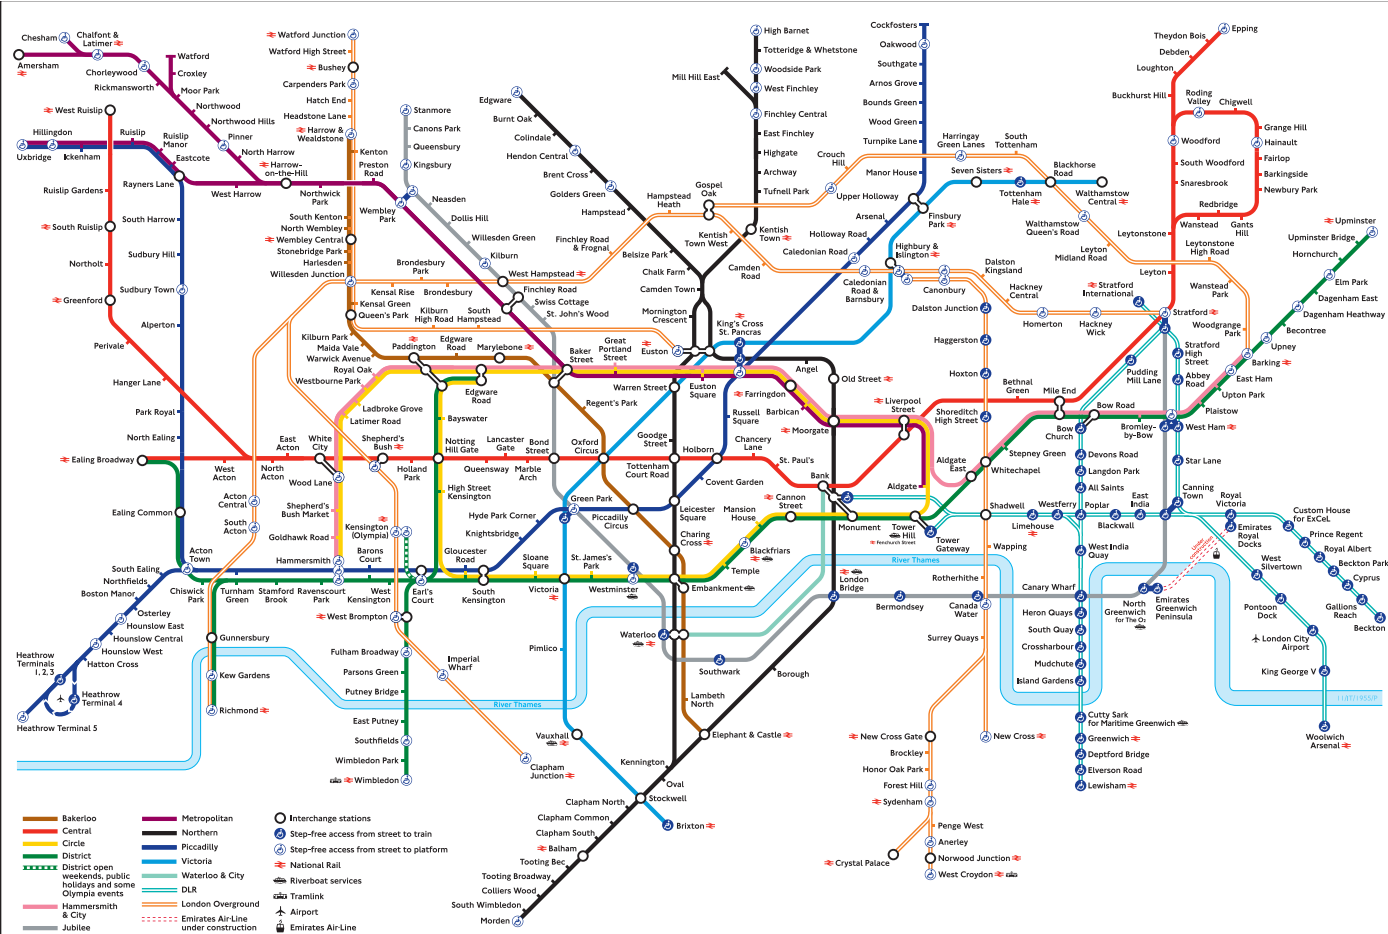 Chesham
Chalfont &
Latimer
Amersham
Chorleywood
Rickmansworth
Watford
Croxley
Moor Park
Northwood
Northwood Hills
Pinner
North Harrow
Harrow–
on-the-Hill
West Ruislip
Hillingdon
Uxbridge
Ickenham
Ruislip
Ruislip
Manor
Eastcote
Rayners Lane
West Harrow
Northwick
Park
Preston
Road
Wembley
Park
Ruislip Gardens
South Ruislip
Northolt
Greenford
Perivale
Hanger Lane
South Harrow
Sudbury Hill
Sudbury Town
Alperton
Park Royal
North Ealing
Ealing Broadway
Ealing Common
West
Acton
North
Acton
East
Acton
White
City
Watford Junction
Watford High Street
Bushey
Carpenders Park
Hatch End
Headstone Lane
Harrow &
Wealdstone
Kenton
South Kenton
North Wembley
Wembley Central
Stonebridge Park
Harlesden
Willesden Junction
Kensal Green
Queen's Park
Kilburn Park
Maida Vale
Warwick Avenue
Royal Oak
Westbourne Park
Ladbroke Grove
Latimer Road
Stanmore
Canons Park
Queensbury
Kingsbury
Neasden
Dollis Hill
Willesden Green
Kilburn
West Hampstead
Finchley Road
Swiss Cottage
St. John's Wood
Kensal Rise
Brondesbury
Park
Brondesbury
Kilburn
High Road
South
Hampstead
Finchley Road
& Frognal
Edgware
Burnt Oak
Colindale
Hendon Central
Brent Cross
Golders Green
Hampstead
Belsize Park
Chalk Farm
Camden Town
Mornington
Crescent
Euston
Mill Hill East
High Barnet
Totteridge & Whetstone
Woodside Park
West Finchley
Finchley Central
East Finchley
Highgate
Archway
Tufnell Park
Kentish
Town
Hampstead
Heath
Gospel
Oak
Kentish
Town West
Camden
Road
Cockfosters
Oakwood
Southgate
Arnos Grove
Bounds Green
Wood Green
Turnpike Lane
Manor House
Crouch
Hill
Upper Holloway
Harringay
Green Lanes
South
Tottenham
Seven Sisters
Tottenham
Hale
Blackhorse
Road
Walthamstow
Central
Walthamstow
Queen's Road
Finsbury
Park
Arsenal
Holloway Road
Caledonian Road
Highbury &
Islington
Caledonian
Road &
Barnsbury
Canonbury
Dalston
Kingsland
Hackney
Central
Homerton
Hackney
Wick
Dalston Junction
Haggerston
Hoxton
Shoreditch
High Street
Leyton
Midland Road
Leytonstone
High Road
Wanstead
Park
Woodgrange
Park
Epping
Theydon Bois
Debden
Loughton
Buckhurst Hill
Roding
Valley
Chigwell
Grange Hill
Hainault
Fairlop
Barkingside
Newbury Park
Redbridge
Gants
Hill
Wanstead
Woodford
South Woodford
Snaresbrook
Leytonstone
Leyton
Stratford
International
Stratford
Stratford
High
Street
Abbey
Road
Pudding
Mill Lane
Upminster
Upminster Bridge
Hornchurch
Elm Park
Dagenham East
Dagenham Heathway
Becontree
Upney
Barking
East Ham
Upton Park
Plaistow
West Ham
Bromley-
by-Bow
Bow Road
Bow
Church
Mile End
Bethnal
Green
Stepney Green
Whitechapel
Aldgate
East
Aldgate
Liverpool
Street
Moorgate
Old Street
Angel
King's Cross
St. Pancras
Farringdon
Barbican
Euston
Square
Warren Street
Great
Portland
Street
Baker
Street
Marylebone
Edgware
Road
Paddington
Edgware
Road
Bayswater
Notting
Hill Gate
High Street
Kensington
Regent's Park
Goodge
Street
Russell
Square
Lancaster
Gate
Queensway
Marble
Arch
Bond
Street
Oxford
Circus
Tottenham
Court Road
Holborn
Chancery
Lane
St. Paul's
Bank
Covent Garden
Leicester
Square
Green Park
Piccadilly
Circus
Hyde Park Corner
Knightsbridge
Charing
Cross
Mansion
House
Cannon
Street
Blackfriars
Temple
Embankment
Monument
Tower
Hill
Fenchurch Street
Tower
Gateway
Shepherd's
Bush
Holland
Park
Wood Lane
Shepherd's
Bush Market
Goldhawk Road
Hammersmith
Kensington
(Olympia)
Barons
Court
Gloucester
Road
Sloane
Square
St. James's
Park
Victoria
Westminster
South
Kensington
Earl's
Court
West
Kensington
Ravenscourt
Park
Stamford
Brook
Turnham
Green
Chiswick
Park
Acton
Town
Acton
Central
South
Acton
South Ealing
Northfields
Boston Manor
Osterley
Hounslow East
Hounslow Central
Hounslow West
Hatton Cross
Heathrow
Terminals
1, 2, 3
Heathrow
Terminal 4
Heathrow Terminal 5
Gunnersbury
Kew Gardens
Richmond
West Brompton
Fulham Broadway
Parsons Green
Putney Bridge
East Putney
Southfields
Wimbledon Park
Wimbledon
Imperial
Wharf
Clapham
Junction
Pimlico
Vauxhall
Waterloo
Southwark
London
Bridge
Bermondsey
Borough
Lambeth
North
Elephant & Castle
Kennington
Oval
Stockwell
Brixton
Clapham North
Clapham Common
Clapham South
Balham
Tooting Bec
Tooting Broadway
Colliers Wood
South Wimbledon
Morden
River Thames
River Thames
Shadwell
Wapping
Rotherhithe
Canada
Water
Surrey Quays
New Cross Gate
New Cross
Brockley
Honor Oak Park
Forest Hill
Sydenham
Crystal Palace
Penge West
Anerley
Norwood Junction
West Croydon
Limehouse
Westferry
Poplar
Blackwall
East
India
Canning
Town
Devons Road
Langdon Park
All Saints
Star Lane
West India
Quay
Canary Wharf
Heron Quays
South Quay
Crossharbour
Mudchute
Island Gardens
Cutty Sark
for Maritime Greenwich
Greenwich
Deptford Bridge
Elverson Road
Lewisham
North
Greenwich
for The O2
Emirates
Greenwich
Peninsula
Under
construction
Royal
Victoria
Emirates
Royal
Docks
Custom House
for ExCeL
Prince Regent
Royal Albert
Beckton Park
Cyprus
Gallions
Reach
Beckton
West
Silvertown
Pontoon
Dock
London City
Airport
King George V
Woolwich
Arsenal
Bakerloo
Central
Circle
District
District open
weekends, public
holidays and some
Olympia events
Hammersmith
& City
Jubilee
Metropolitan
Northern
Piccadilly
Victoria
Waterloo & City
DLR
London Overground
Emirates Air-Line
under construction
Interchange stations
Step-free access from street to train
Step-free access from street to platform
National Rail
Riverboat services
Tramlink
Airport
Emirates Air-Line